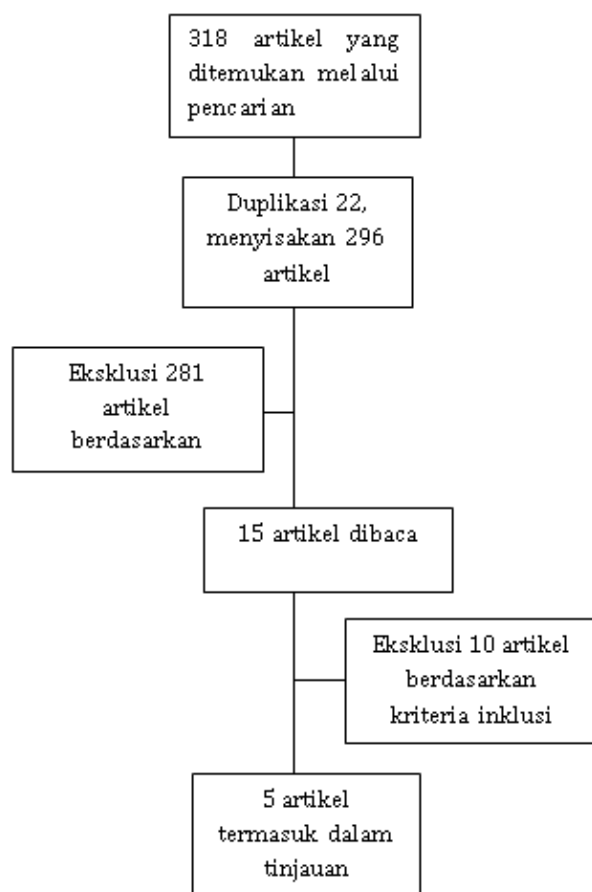 318 artikel yang
ditemukan melalui
pencarian
Duplikasi 22,
menyisakan 296
artikel
Eksklusi 281
artikel
berdasarkan
15 artikel dibaca
Eksklusi 10 artikel
berdasarkan
kriteria inklusi
5 artikel
termasuk dalam
tinjauan